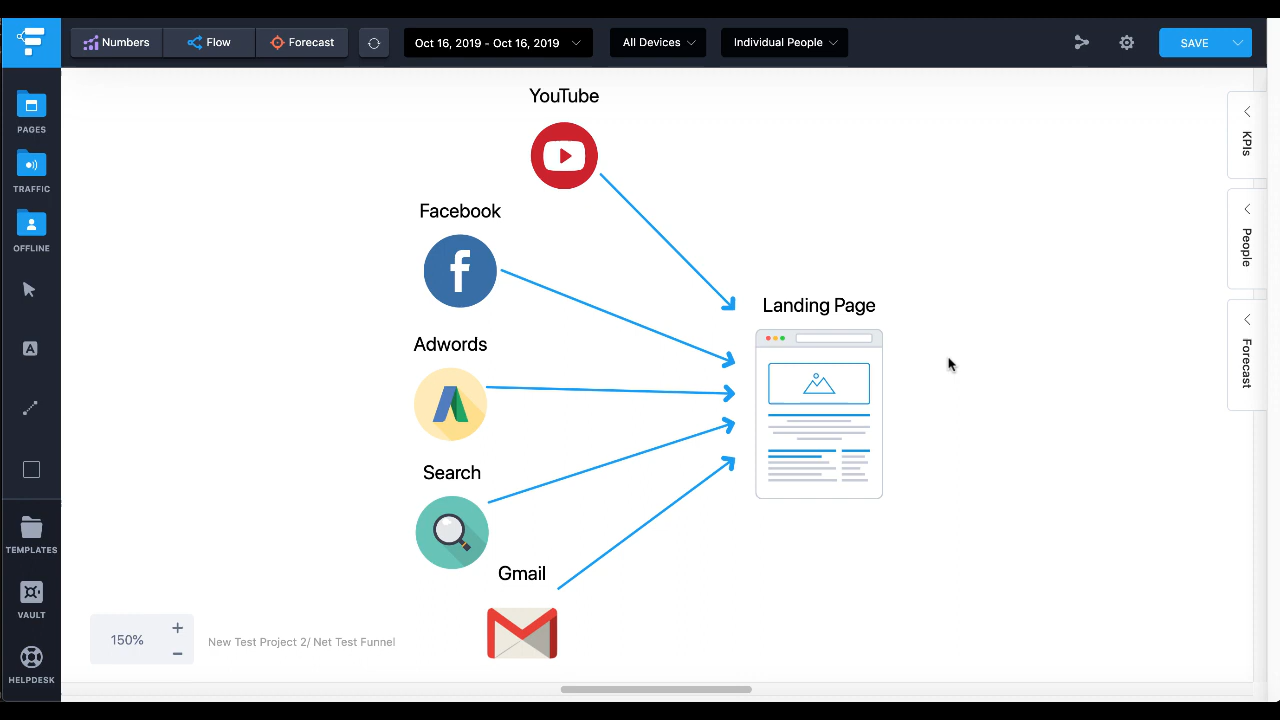 Numbers
Flow
Forecast
Oct 16, 2019 - Oct 16, 2019
All Devices
Individual People
SAVE
PAGES
TRAFFIC
OFFLINE
A
TEMPLATES
VAULT
HELPDESK
YouTube
Facebook
f
Adwords
Search
Gmail
Landing Page
KPIs
People
Forecast
150%
+
−
New Test Project 2/ Net Test Funnel